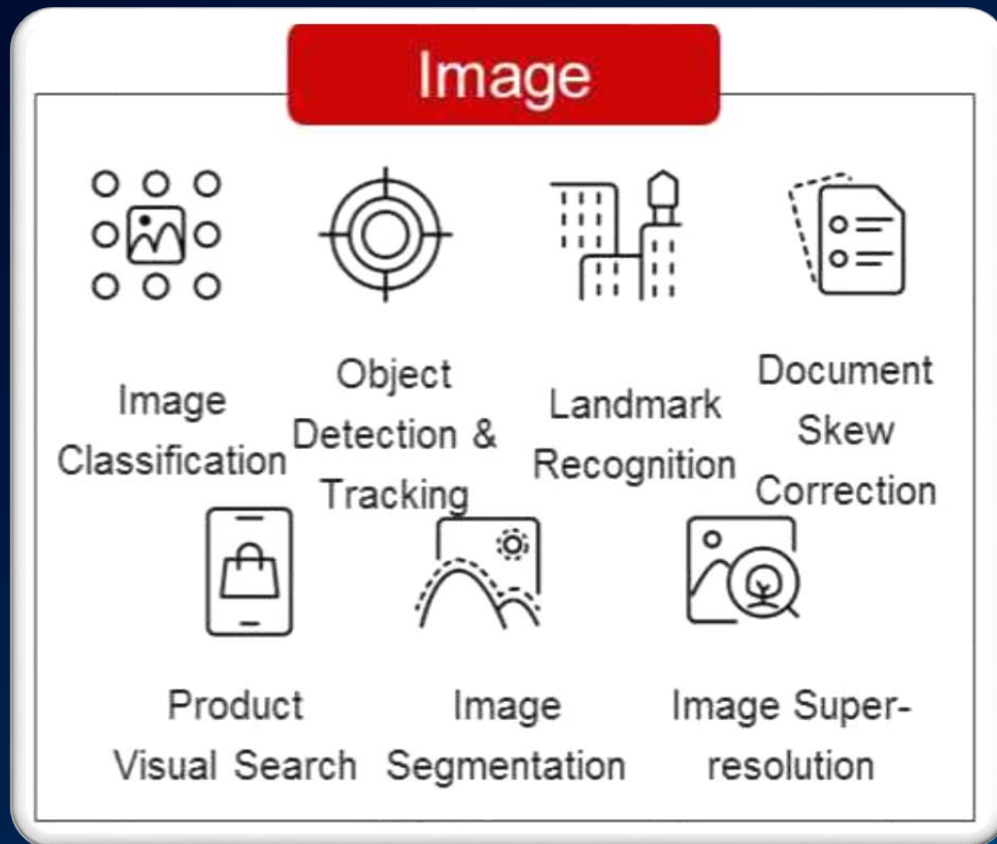 Image
Image
Classification
Object
Detection &
Tracking
Landmark
Recognition
Document
Skew
Correction
Product
Visual Search
Image
Segmentation
Image Super-
resolution